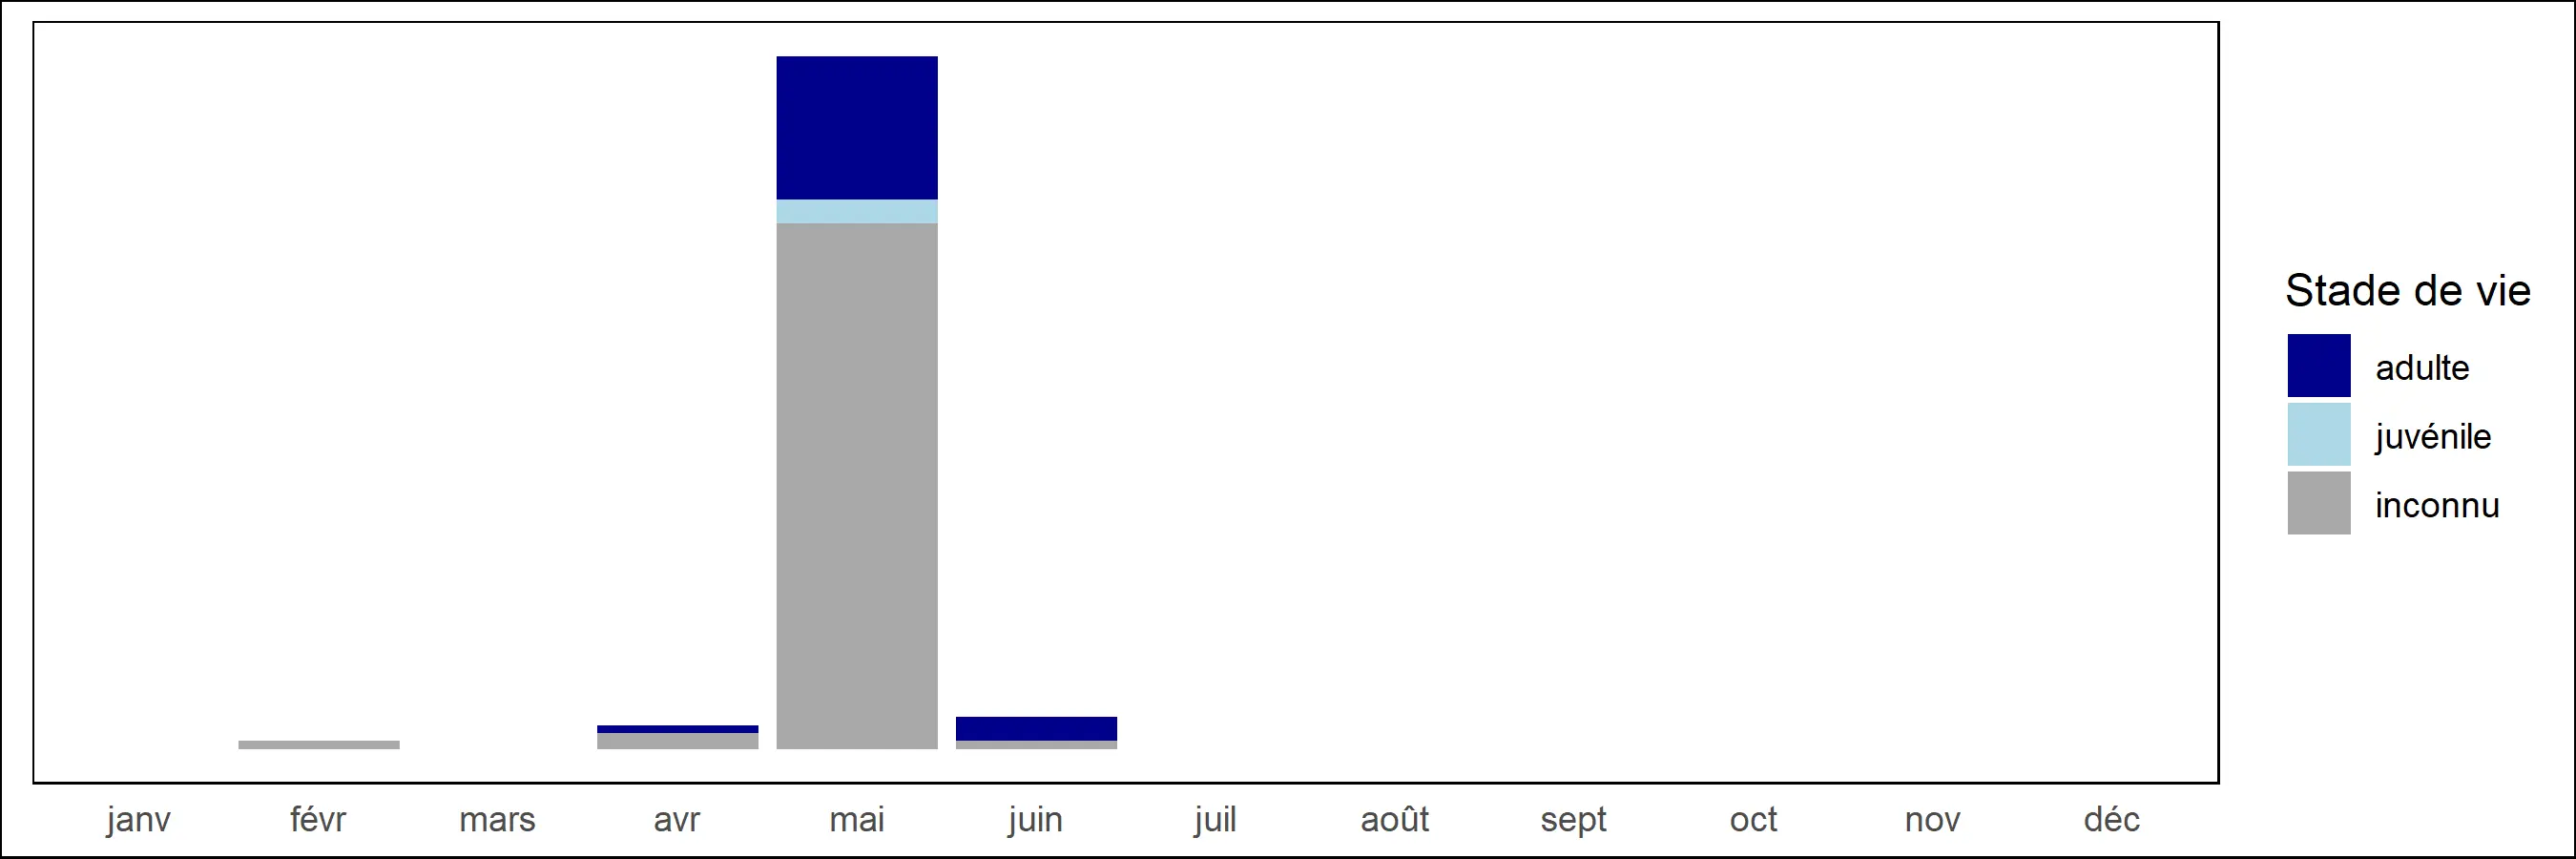 Stade de vie
adulte
juvénile
inconnu
janv févr mars avr mai juin juil août sept oct nov déc